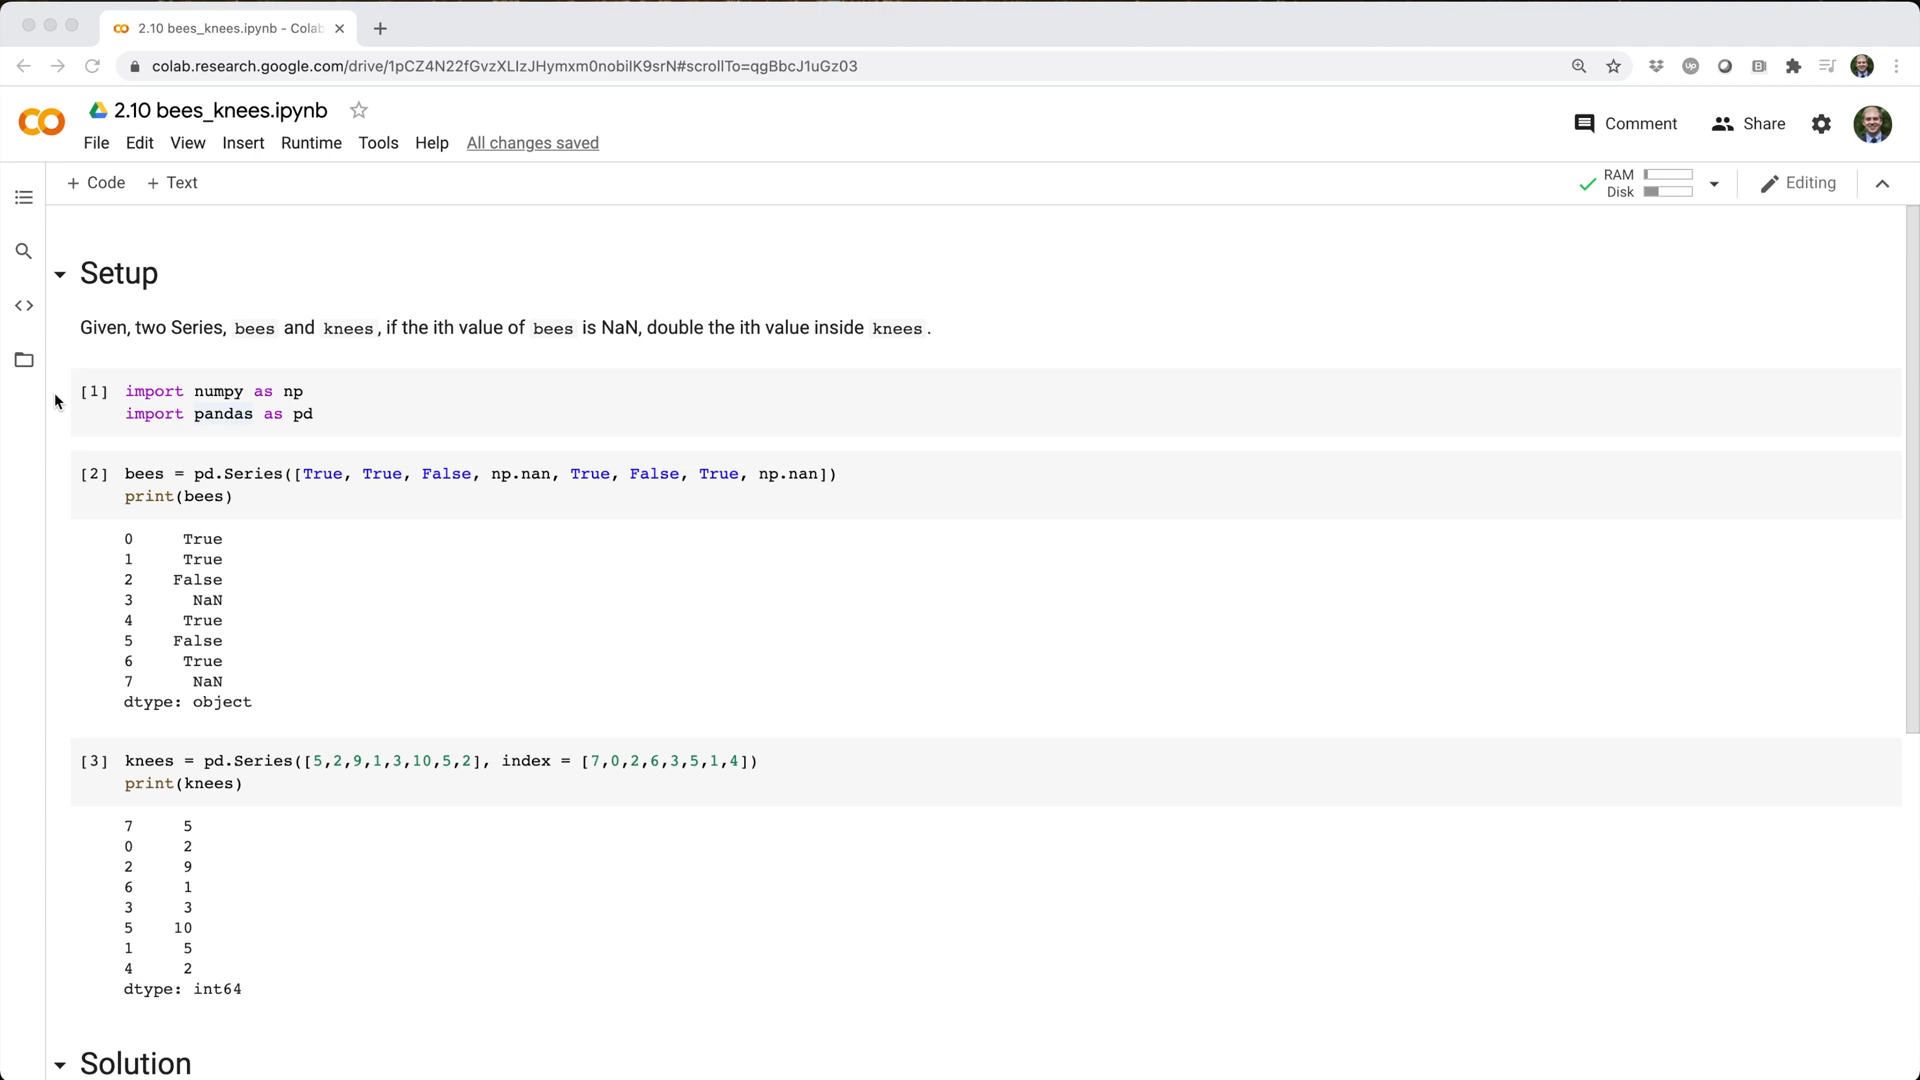 2.10 bees_knees.ipynb - Colab
colab.research.google.com/drive/1pCZ4N22fGvzXLIzJHymxm0nobilK9srN#scrollTo=qgBbcJ1uGz03
2.10 bees_knees.ipynb
File Edit View Insert Runtime Tools Help All changes saved
Comment Share
+ Code + Text
RAM
Disk
Editing
Setup
Given, two Series, bees and knees, if the ith value of bees is NaN, double the ith value inside knees.
[1] import numpy as np
import pandas as pd
[2] bees = pd.Series([True, True, False, np.nan, True, False, True, np.nan])
print(bees)
0 True
1 True
2 False
3 NaN
4 True
5 False
6 True
7 NaN
dtype: object
[3] knees = pd.Series([5,2,9,1,3,10,5,2], index = [7,0,2,6,3,5,1,4])
print(knees)
7 5
0 2
2 9
6 1
3 3
5 10
1 5
4 2
dtype: int64
Solution